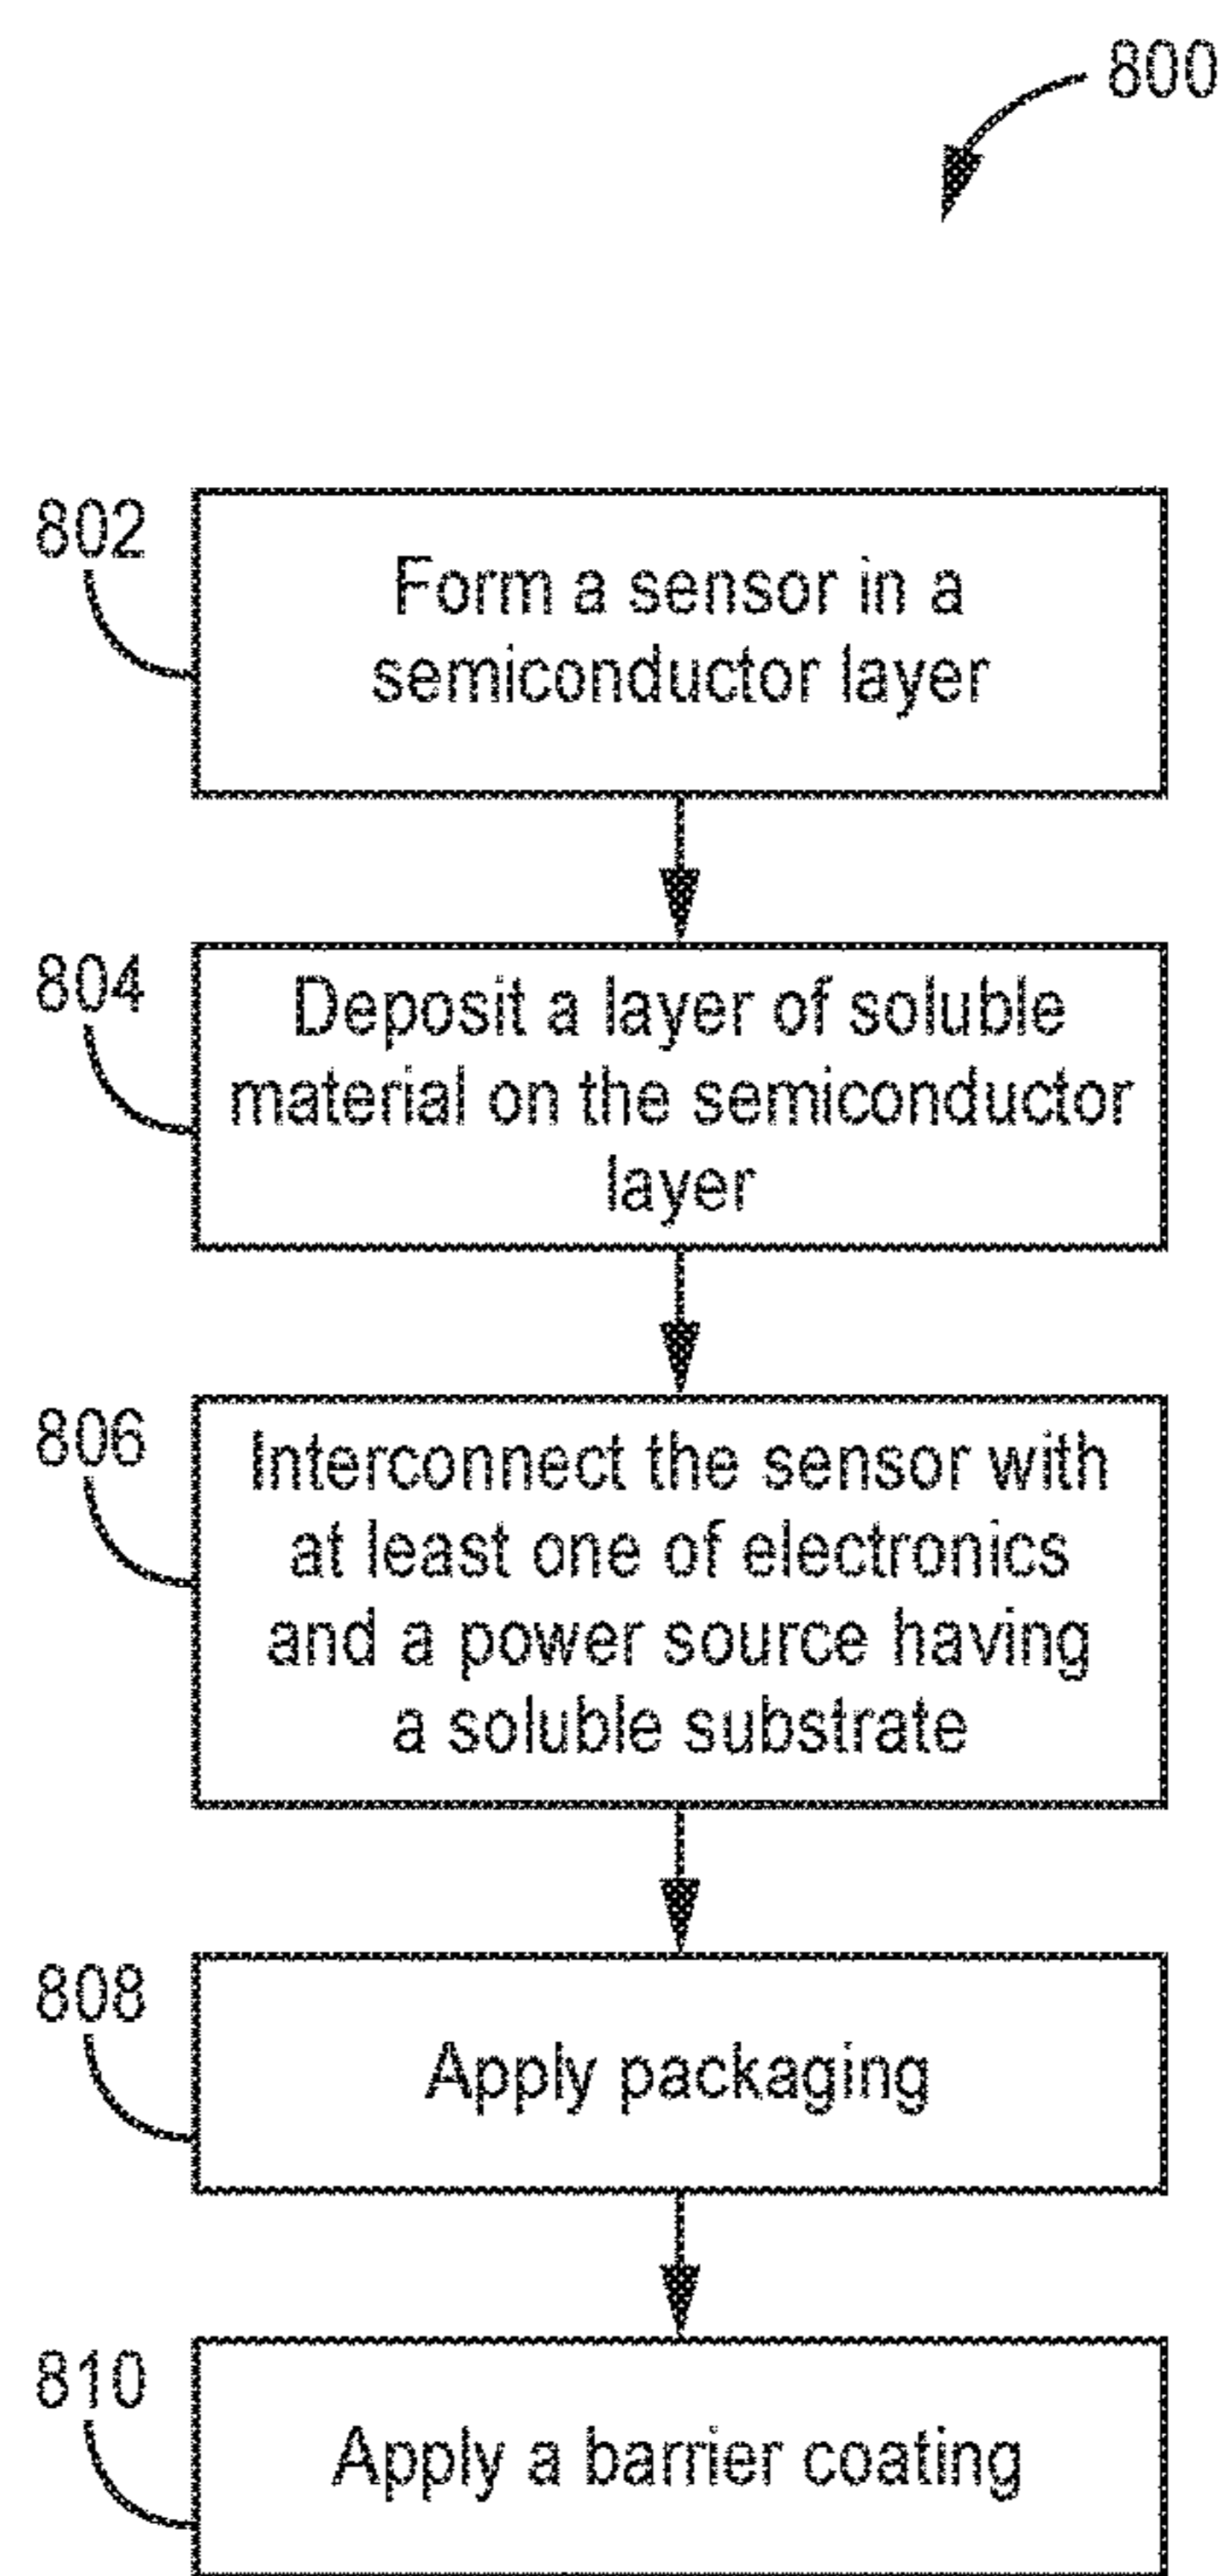 800
802
Form a sensor in a
semiconductor layer
804
Deposit a layer of soluble
material on the semiconductor
layer
806
Interconnect the sensor with
at least one of electronics
and a power source having
a soluble substrate
808
Apply packaging
810
Apply a barrier coating